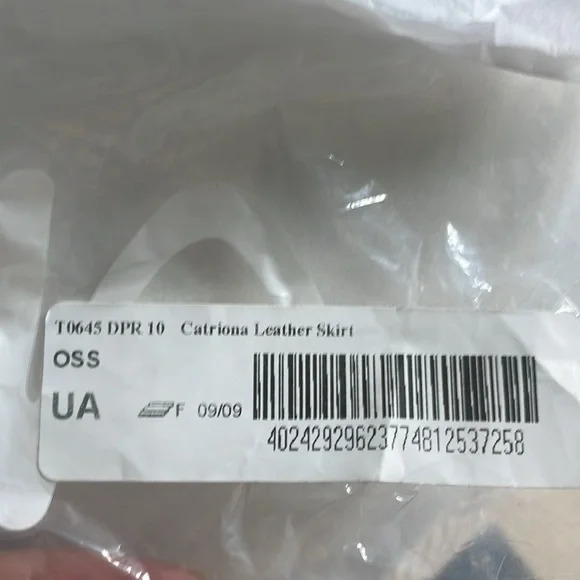 T0645 DPR 10 Catriona Leather Skirt
OSS
UA F 09/09
40242929623774812537258